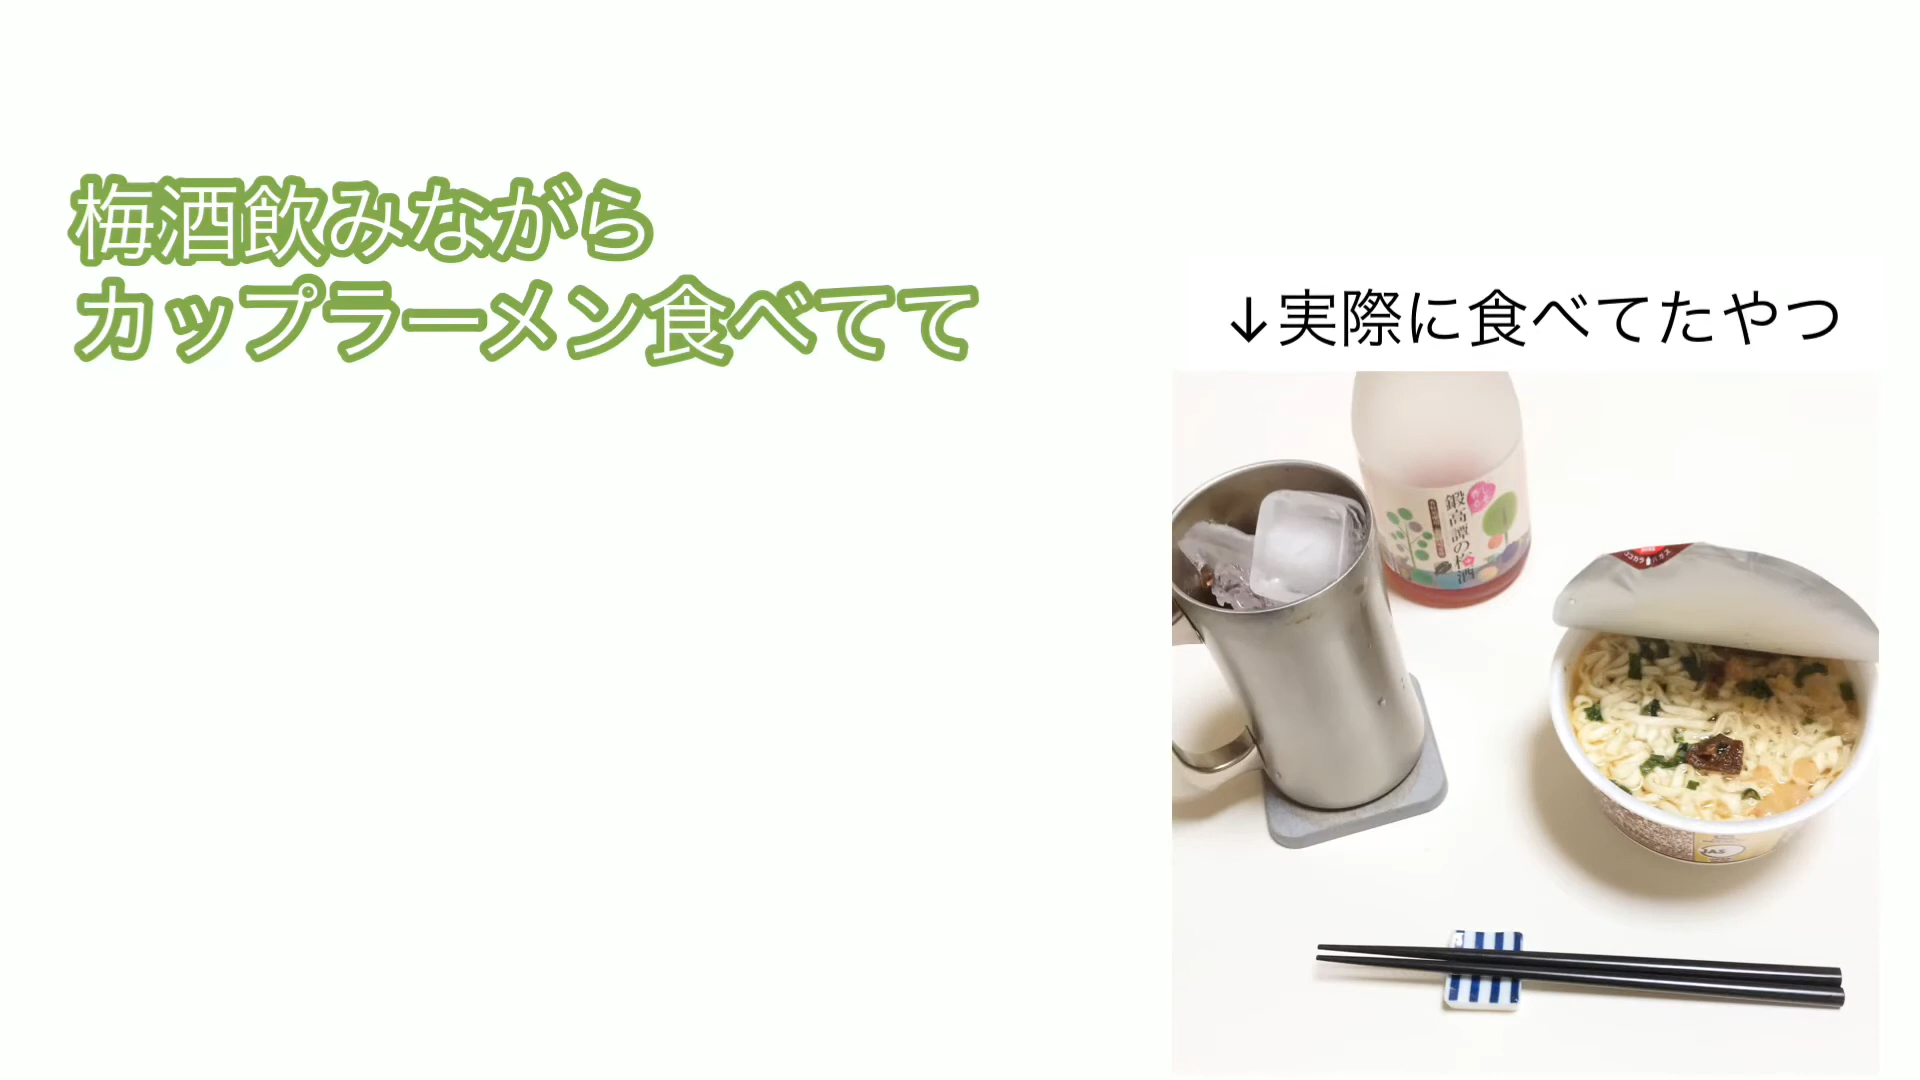 梅酒飲みながら
カップラーメン食べてて
↓実際に食べてたやつ
鍛高譚の梅酒
JAS